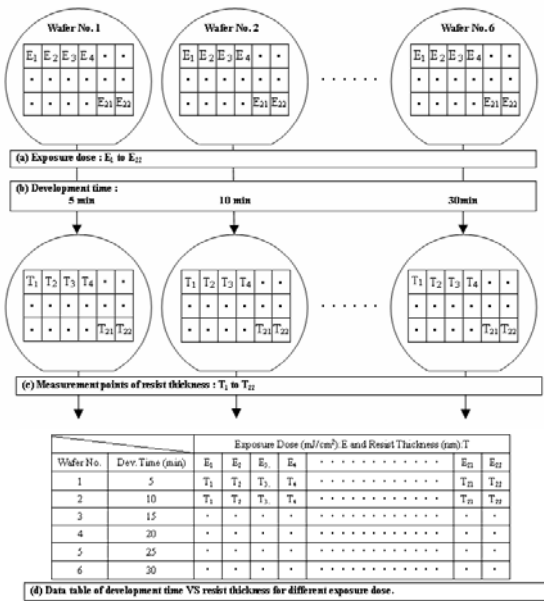 Wafer No. 1 Wafer No. 2 Wafer No. 6
E₁ E₂ E₃ E₄ · · E₁ E₂ E₃ E₄ · · E₁ E₂ E₃ E₄ · ·
· · · · · · · · · · · · · · · · · · · · · · · ·
· · · · E₂₁ E₂₂ · · · · E₂₁ E₂₂ · · · · E₂₁ E₂₂
(a) Exposure dose : E₁ to E₂₂
(b) Development time :
5 min 10 min 30min
T₁ T₂ T₃ T₄ · · T₁ T₂ T₃ T₄ · · T₁ T₂ T₃ T₄ · ·
· · · · · · · · · · · · · · · · · · · · · · · ·
· · · · T₂₁ T₂₂ · · · · T₂₁ T₂₂ · · · · T₂₁ T₂₂
(c) Measurement points of resist thickness : T₁ to T₂₂
Exposure Dose (mJ/cm²):E and Resist Thickness (nm):T
Wafer No. Dev. Time (min) E₁ E₂ E₃, E₄ · · · · · · · · · · · · · E₂₁ E₂₂
1 5 T₁ T₂ T₃, T₄ · · · · · · · · · · · · · T₂₁ T₂₂
2 10 T₁ T₂ T₃, T₄ · · · · · · · · · · · · · T₂₁ T₂₂
3 15 · · · · · · · · · · · · · · · · · · ·
4 20 · · · · · · · · · · · · · · · · · · ·
5 25 · · · · · · · · · · · · · · · · · · ·
6 30 · · · · · · · · · · · · · · · · · · ·
(d) Data table of development time VS resist thickness for different exposure dose.